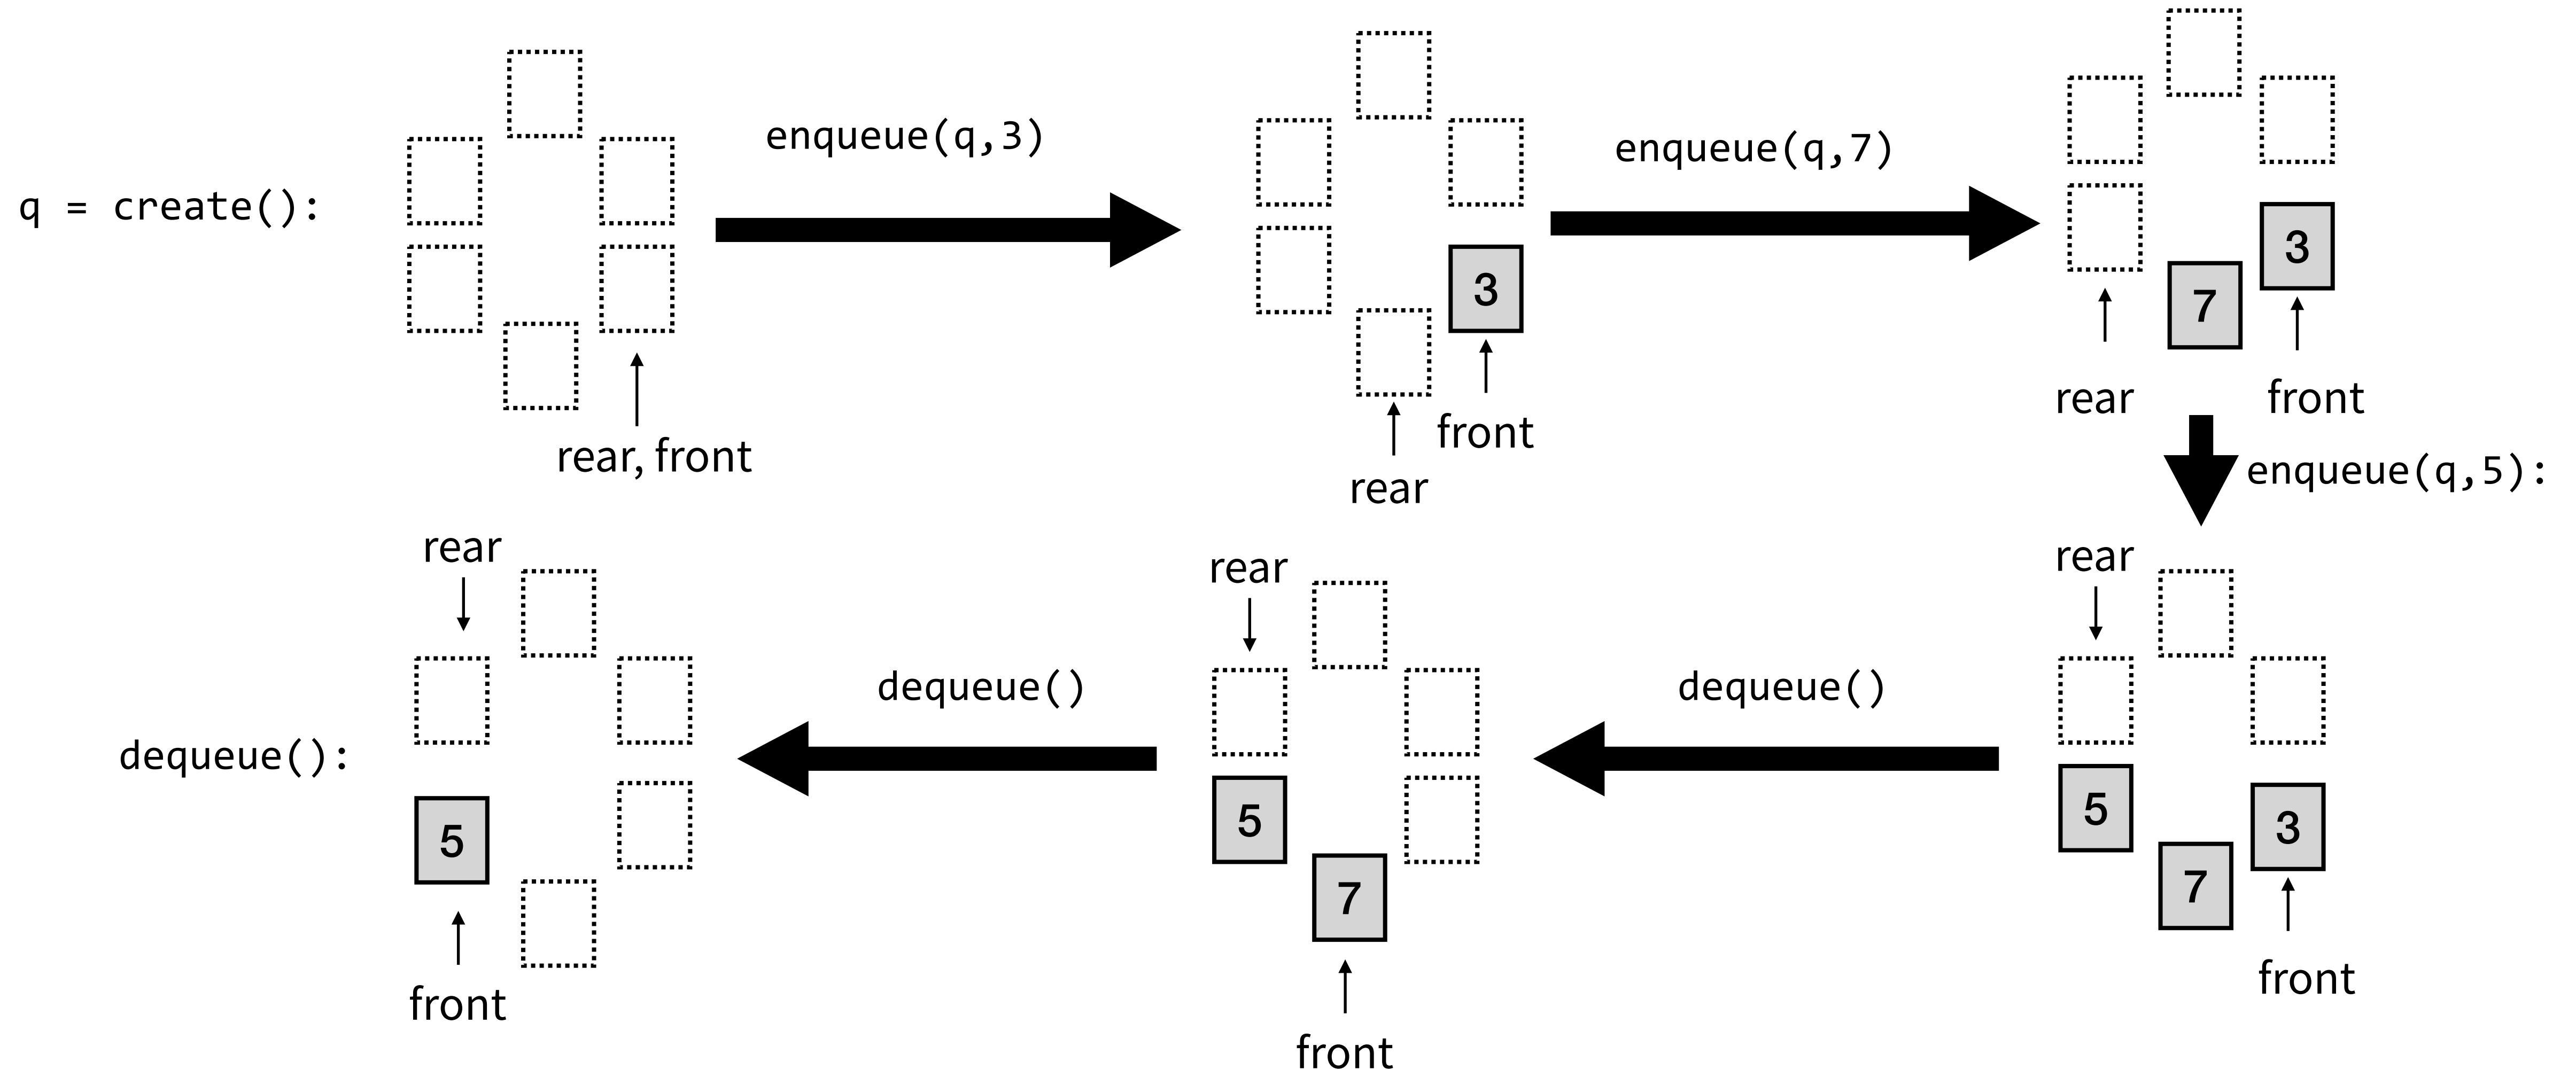 q = create():
rear, front
enqueue(q,3)
3
front
rear
enqueue(q,7)
3
7
rear
front
enqueue(q,5):
rear
5
3
7
front
dequeue()
rear
5
7
front
dequeue()
rear
dequeue():
5
front